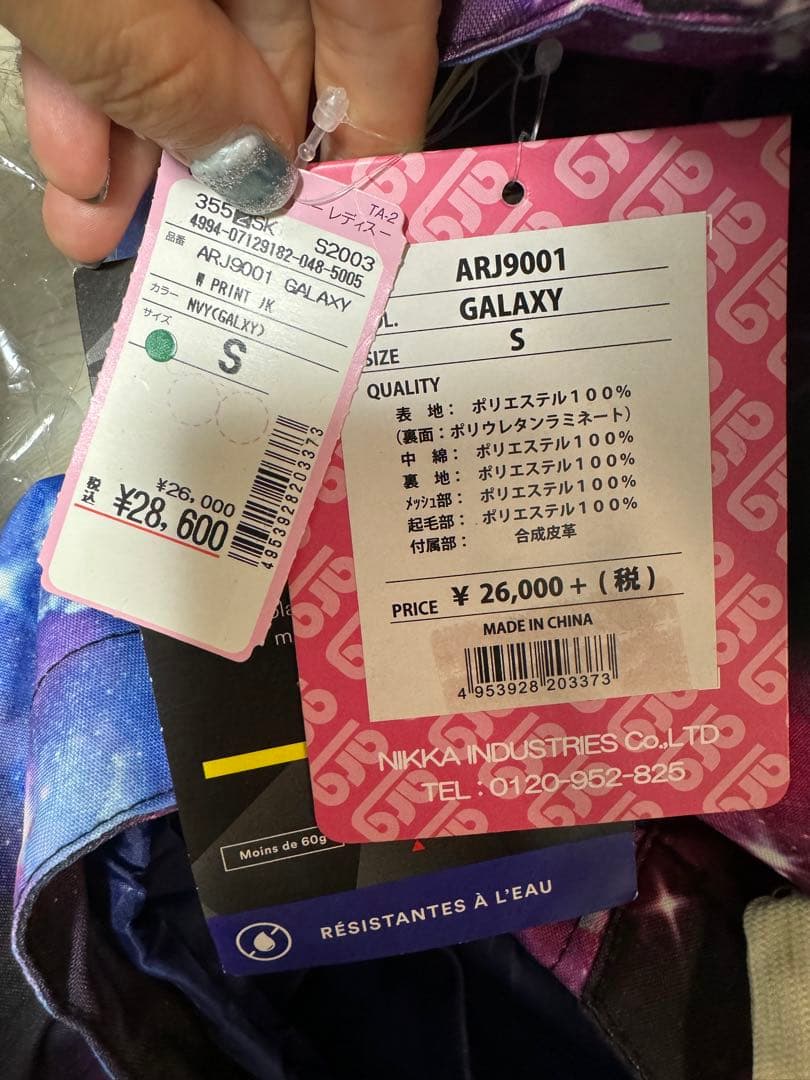 TA-2
ー レディスー
355 SK S2003
4994-07129182-048-5005
品番 ARJ9001 GALAXY
PRINT JK
カラー NVY(GALXY)
サイズ
S
¥26,000
税込 ¥28,600
4953928203373
ARJ9001
GALAXY
SIZE S
QUALITY
表 地： ポリエステル１００％
（裏面：ポリウレタンラミネート）
中 綿： ポリエステル１００％
裏 地： ポリエステル１００％
ﾒｯｼｭ部： ポリエステル１００％
起毛部： ポリエステル１００％
付属部： 合成皮革
PRICE ¥ 26,000 + ( 税 )
MADE IN CHINA
4 953928 203373
NIKKA INDUSTRIES Co.,LTD
TEL : 0120-952-825
Moins de 60g
RÉSISTANTES À L'EAU